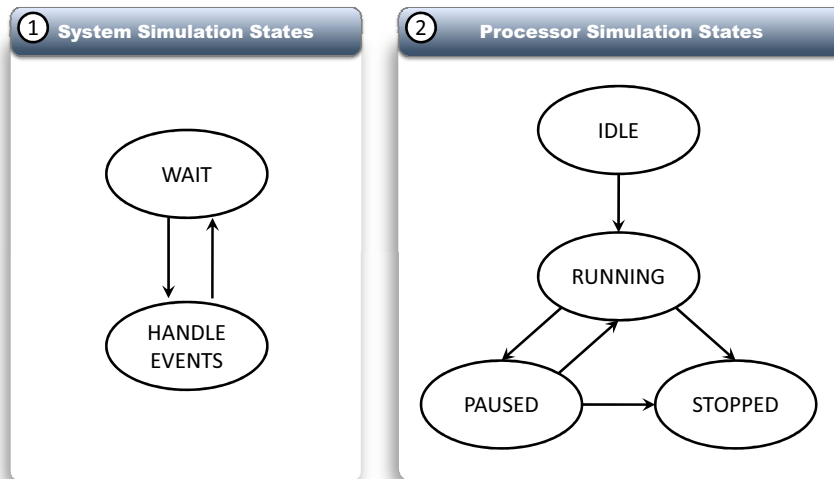 1 System Simulation States
WAIT
HANDLE
EVENTS
2 Processor Simulation States
IDLE
RUNNING
PAUSED
STOPPED